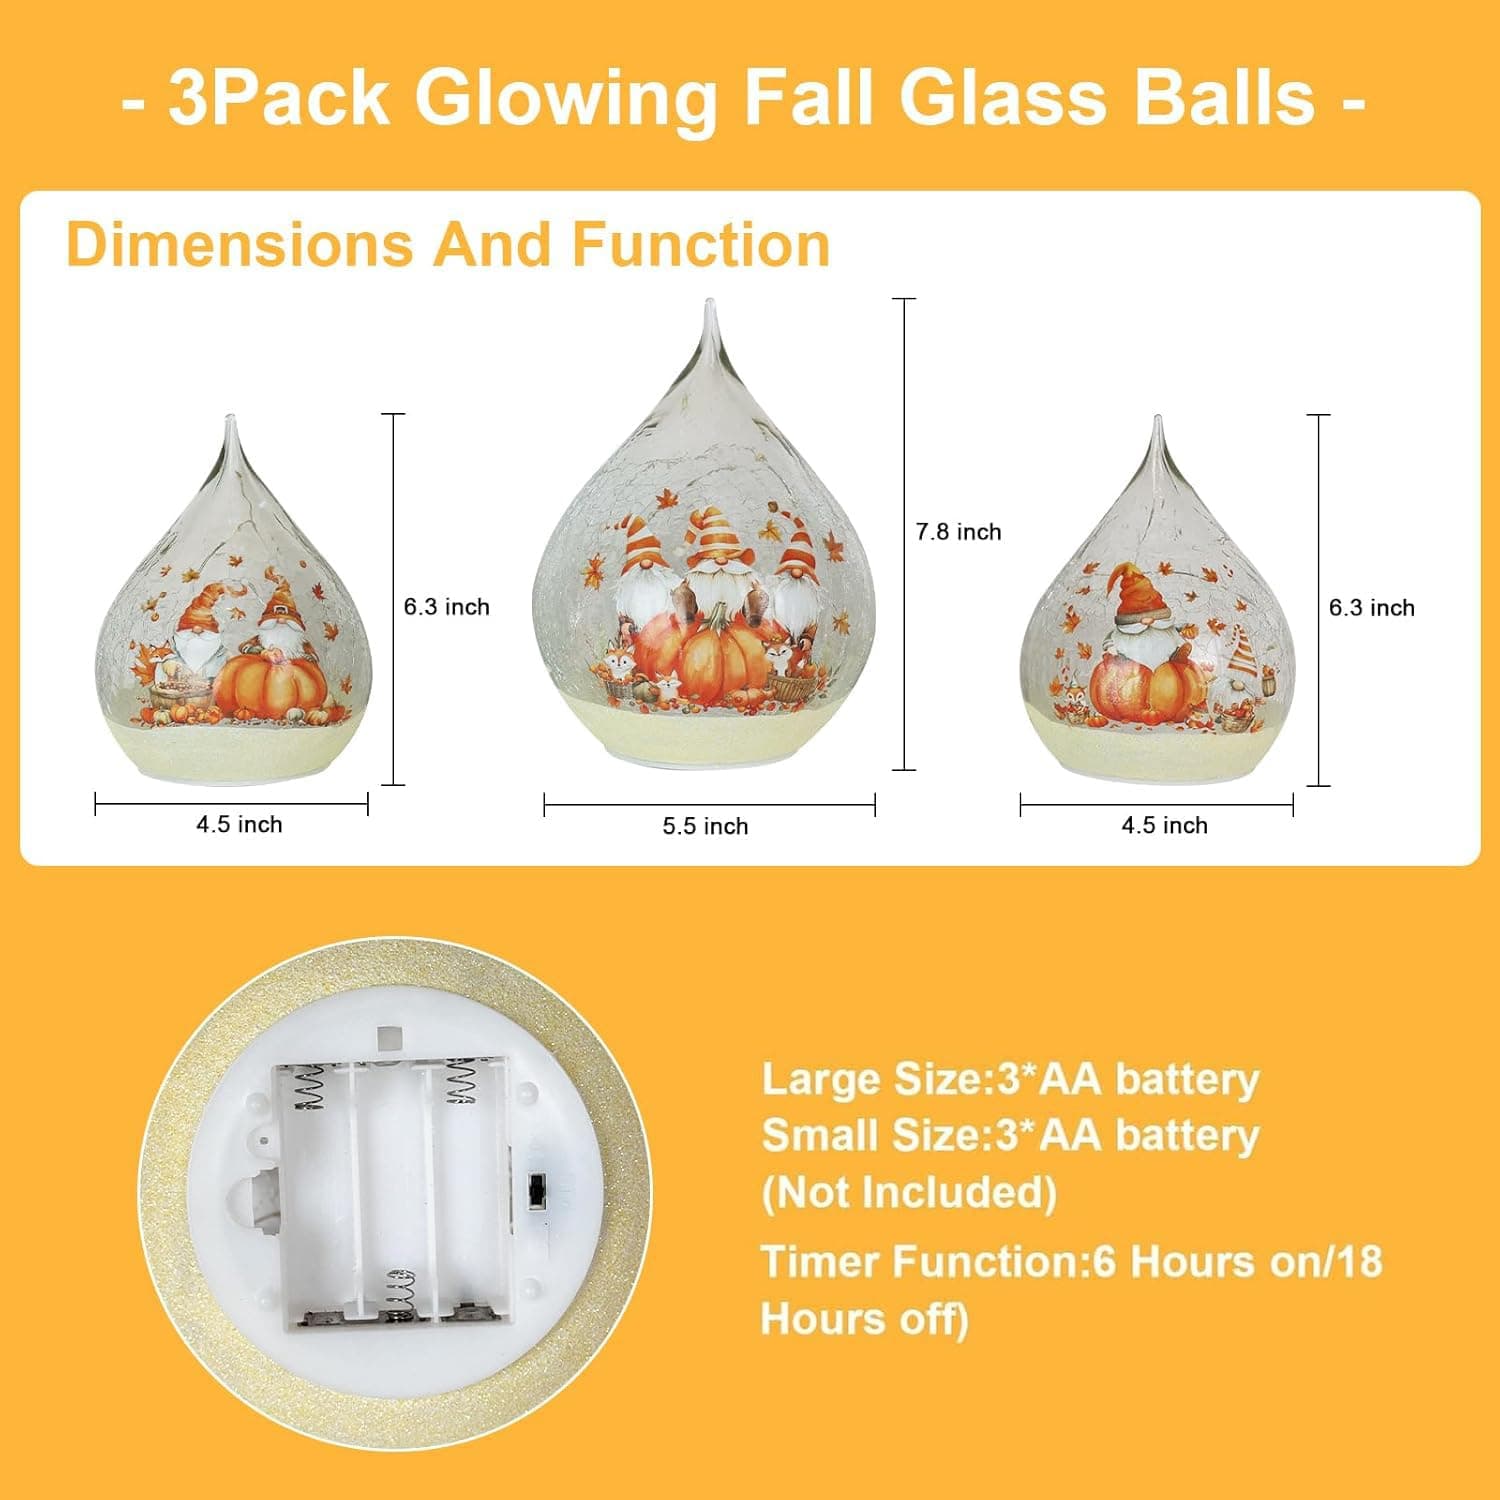 - 3Pack Glowing Fall Glass Balls -
Dimensions And Function
7.8 inch
6.3 inch
6.3 inch
4.5 inch
5.5 inch
4.5 inch
Large Size:3*AA battery
Small Size:3*AA battery
(Not Included)
Timer Function:6 Hours on/18
Hours off)